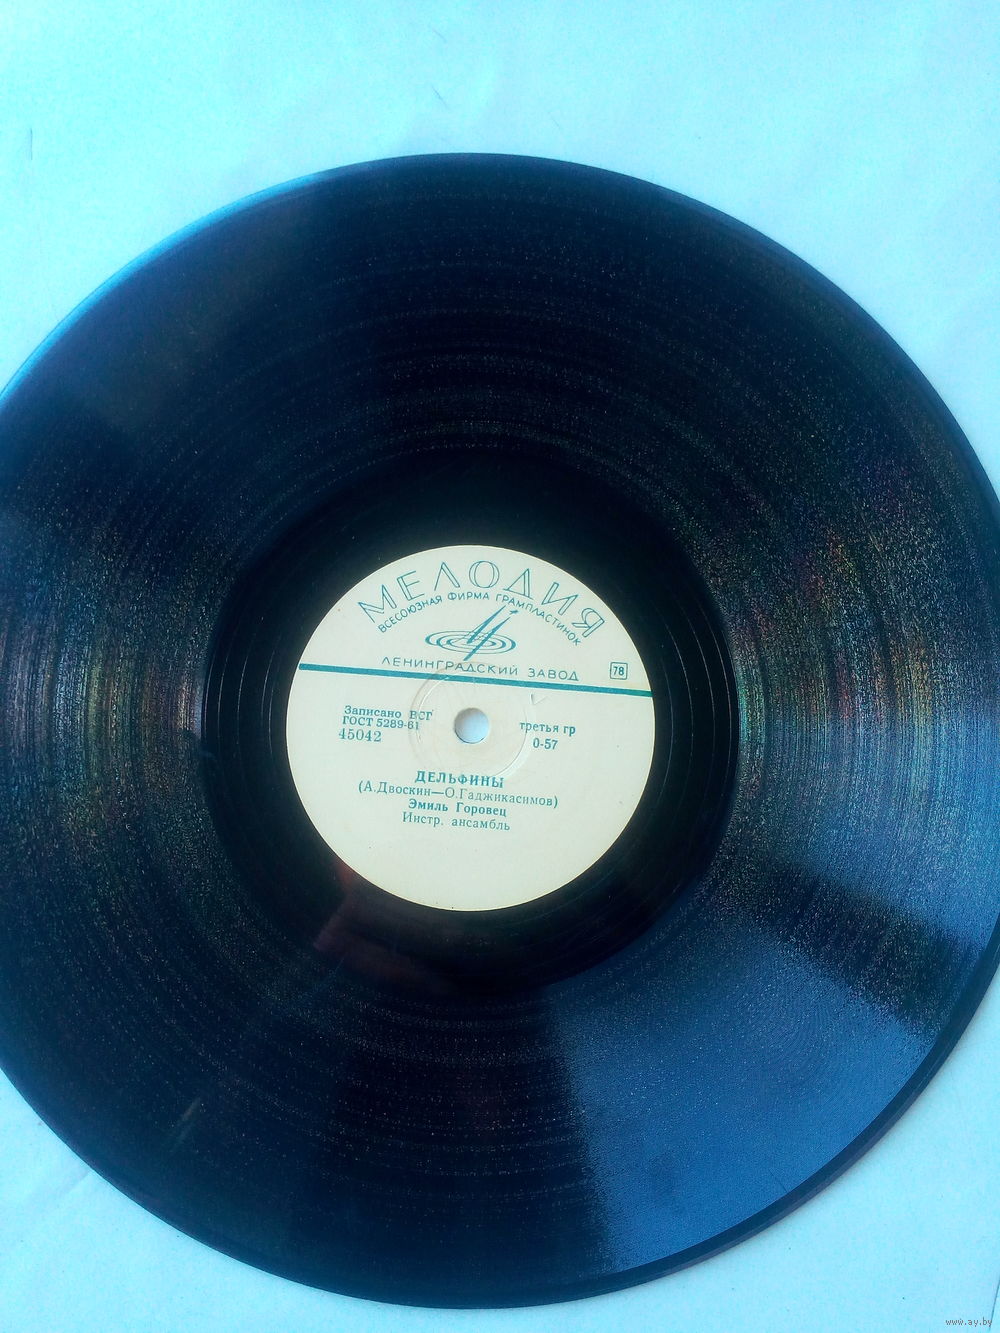 МЕЛОДИЯ
ВСЕСОЮЗНАЯ ФИРМА ГРАМПЛАСТИНОК
ЛЕНИНГРАДСКИЙ ЗАВОД
78
Записано ВСГ
ГОСТ 5289-61
45042
третья гр
0-57
ДЕЛЬФИНЫ
(А.Двоскин—О.Гаджикасимов)
Эмиль Горовец
Инстр. ансамбль
www.ay.by